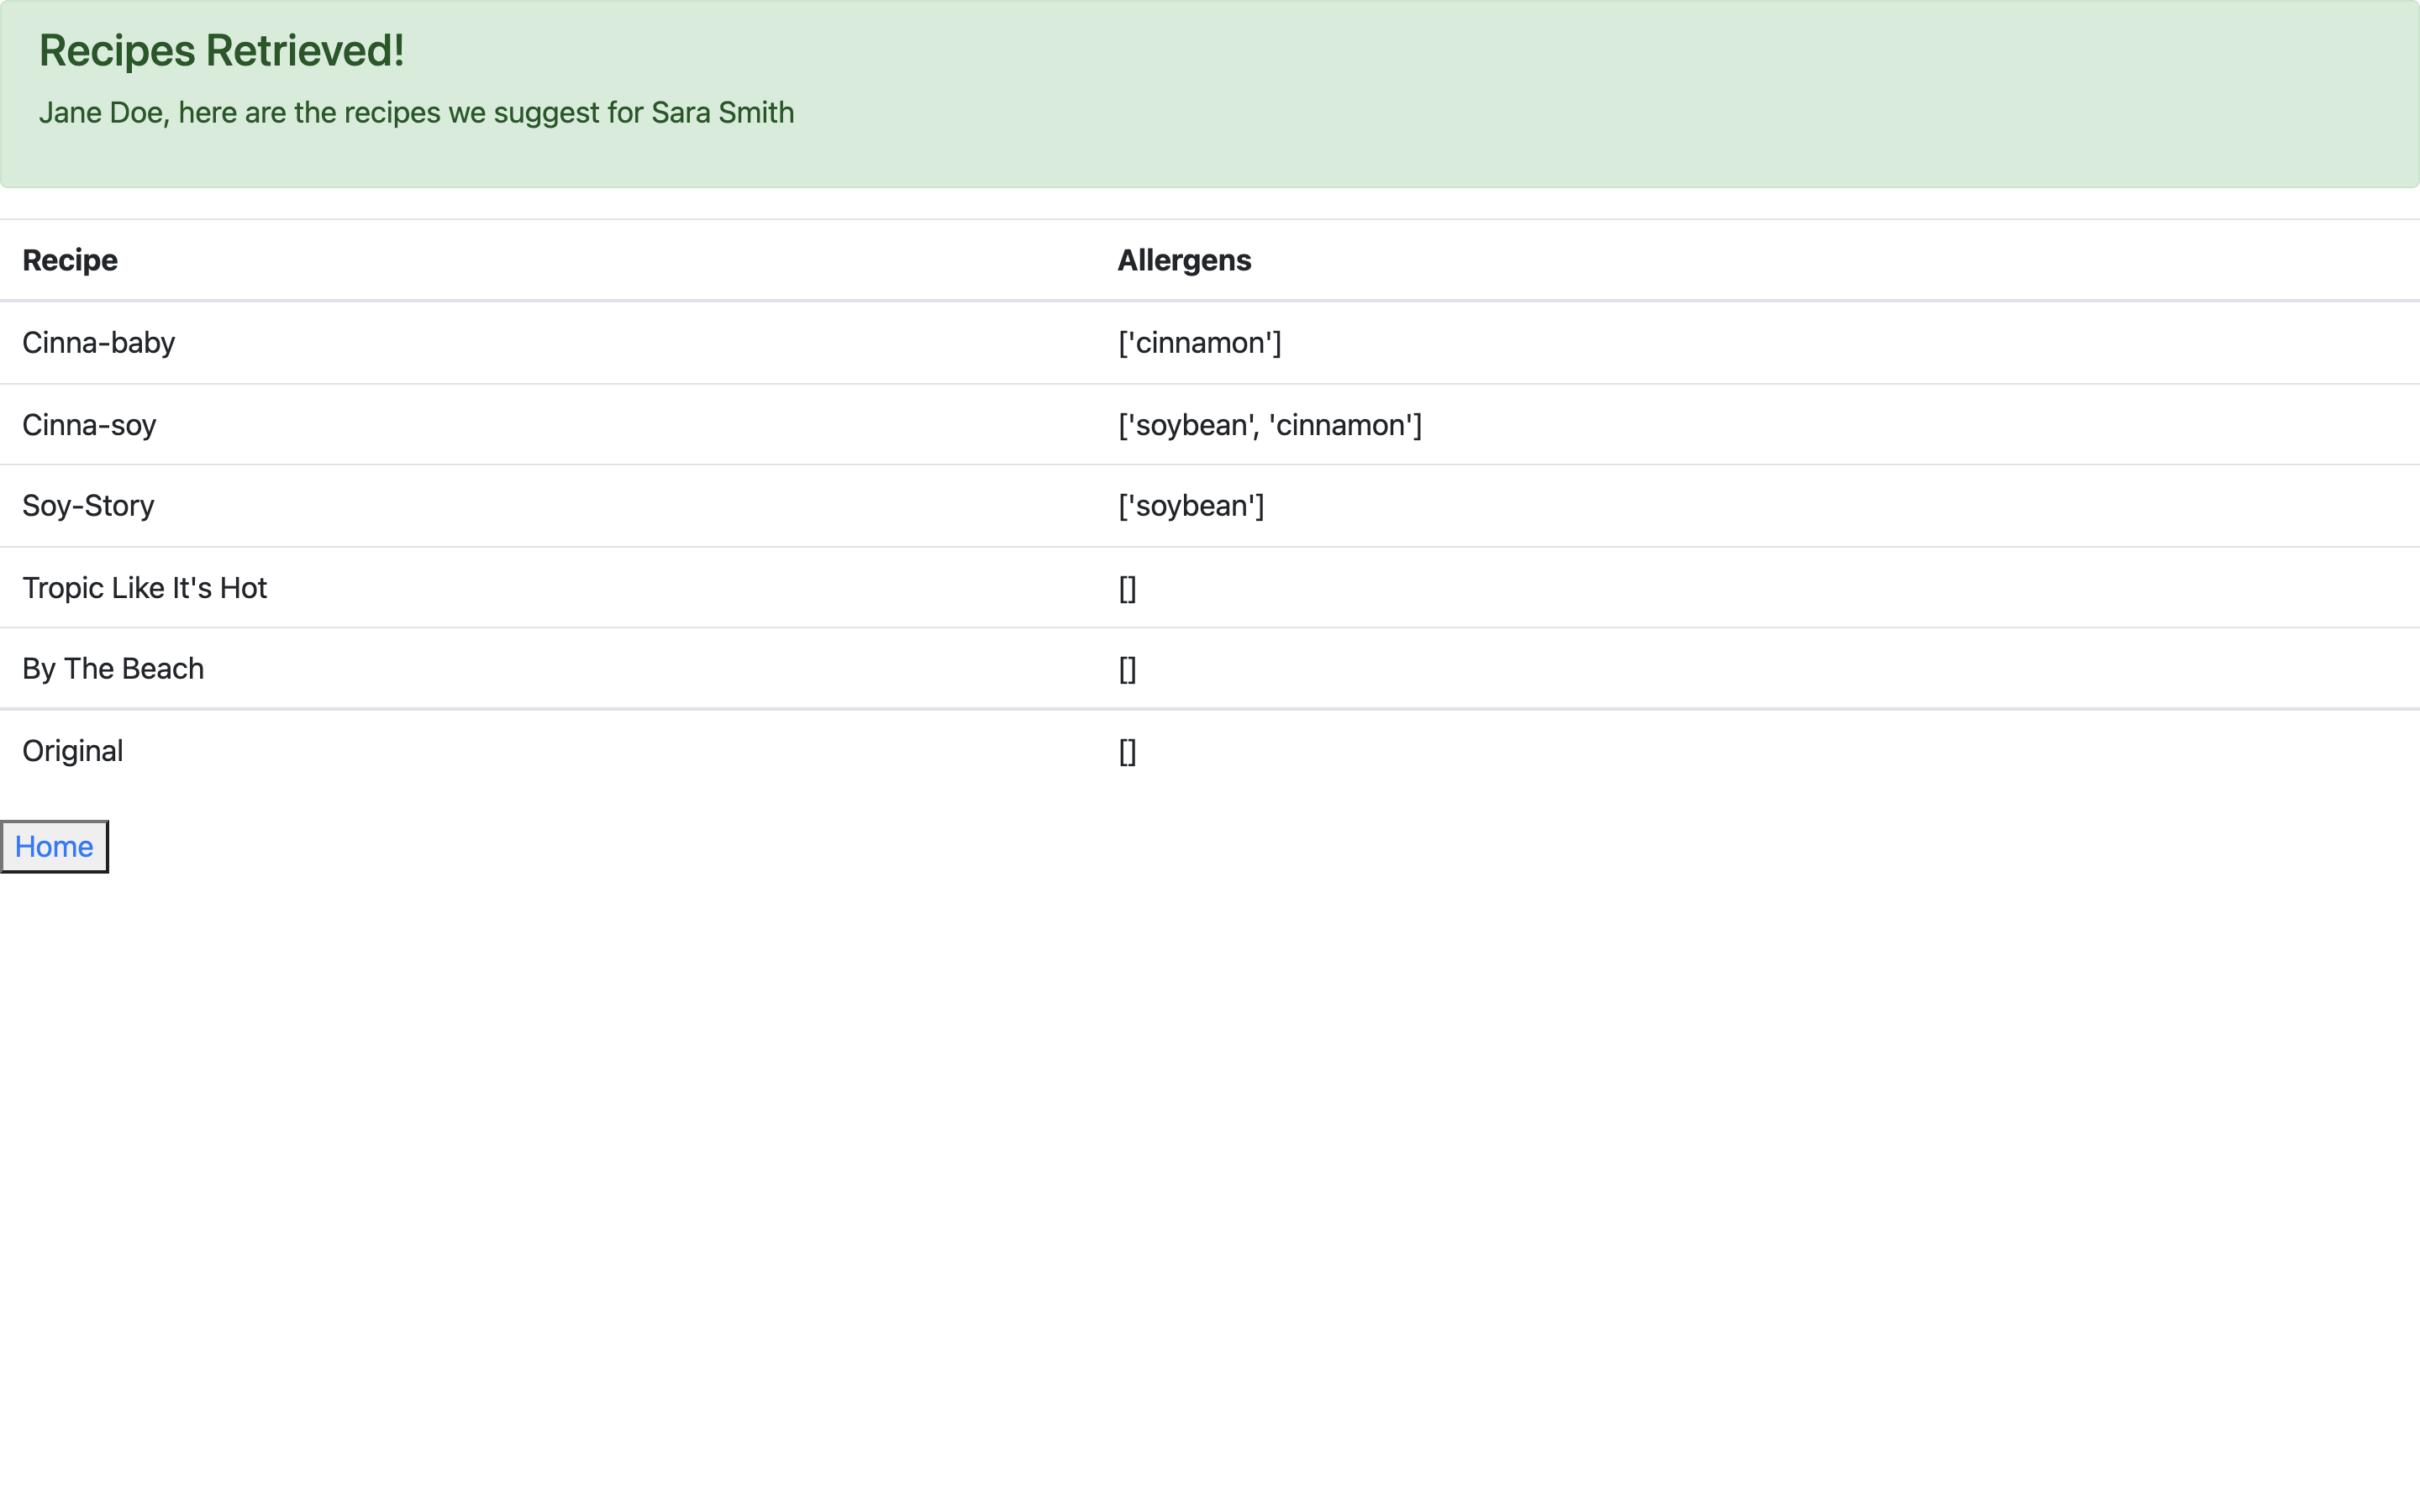 Recipes Retrieved!
Jane Doe, here are the recipes we suggest for Sara Smith
Recipe Allergens
Cinna-baby ['cinnamon']
Cinna-soy ['soybean', 'cinnamon']
Soy-Story ['soybean']
Tropic Like It's Hot []
By The Beach []
Original []
Home